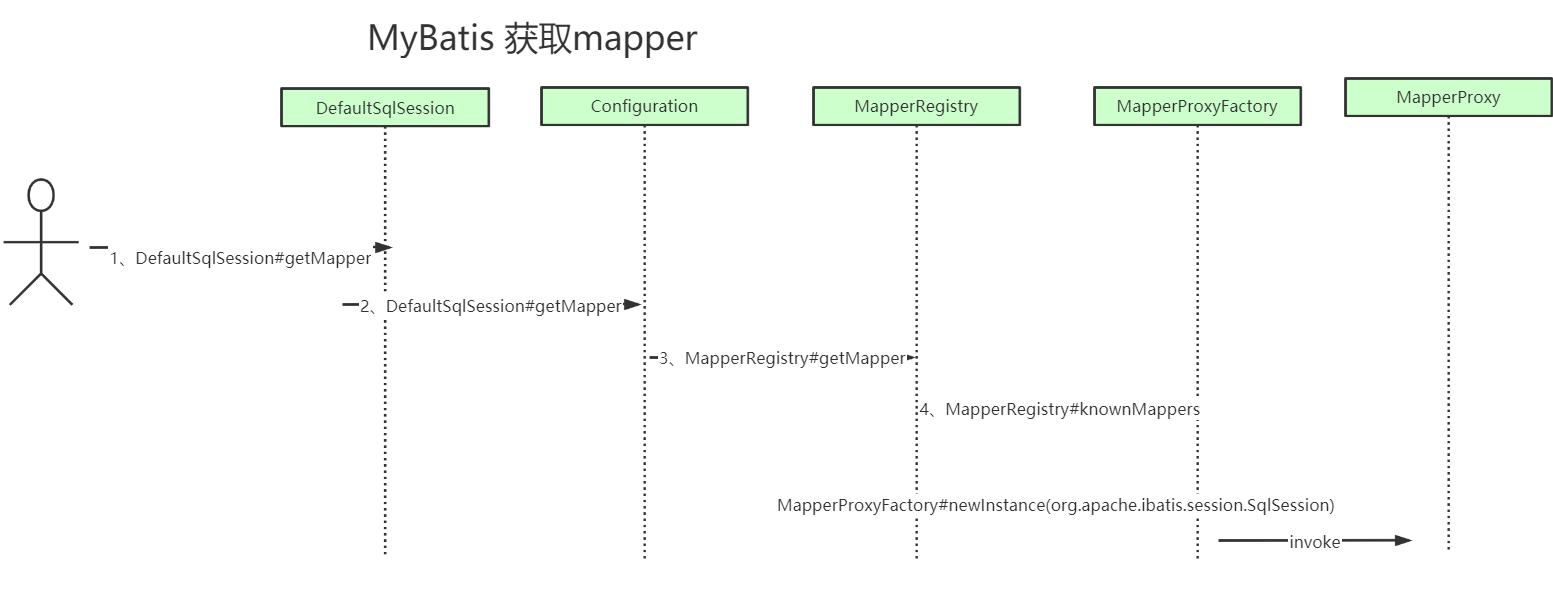 MyBatis 获取mapper
DefaultSqlSession
Configuration
MapperRegistry
MapperProxyFactory
MapperProxy
1、DefaultSqlSession#getMapper
2、DefaultSqlSession#getMapper
3、MapperRegistry#getMapper
4、MapperRegistry#knownMappers
MapperProxyFactory#newInstance(org.apache.ibatis.session.SqlSession)
invoke